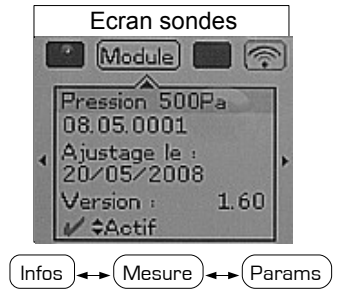 Ecran sondes
Module
Pression 500Pa
08.05.0001
Ajustage le :
20/05/2008
Version : 1.60
Actif
Infos Mesure Params